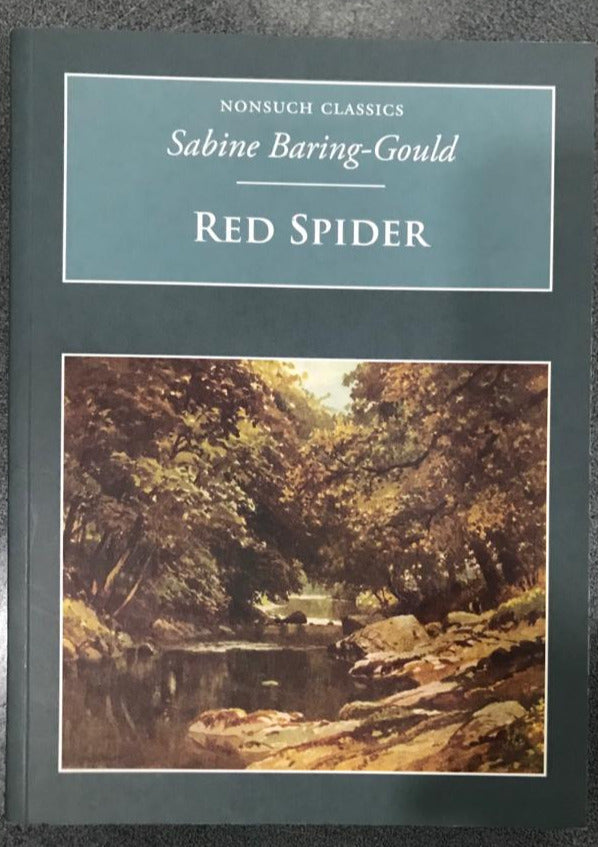 NONSUCH CLASSICS
Sabine Baring-Gould
RED SPIDER